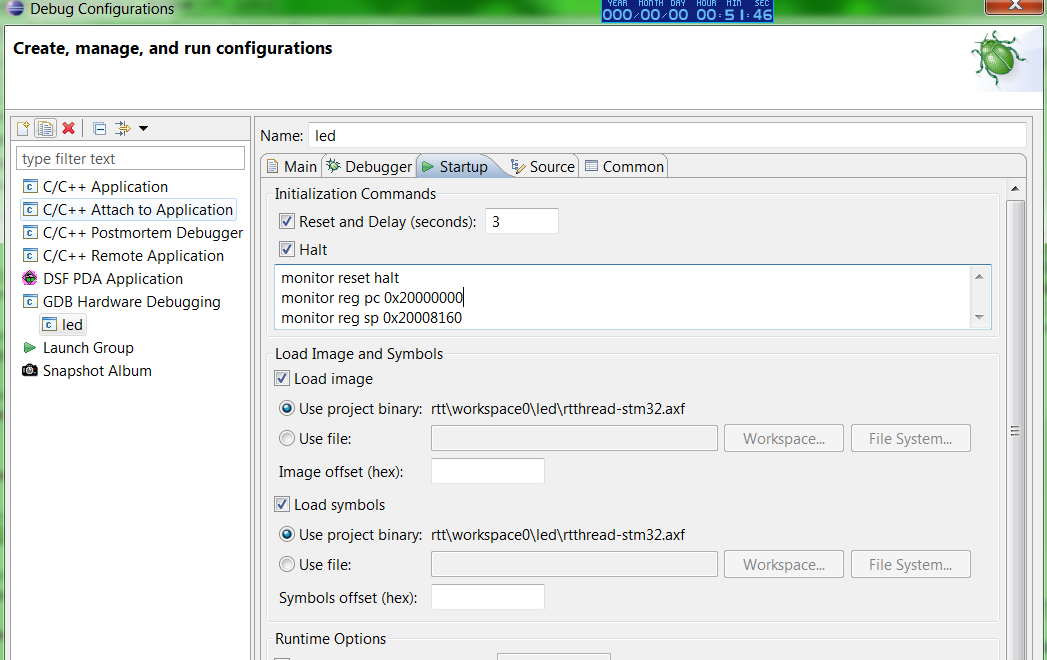 Debug Configurations
YEAR MONTH DAY HOUR MIN SEC
000/00/00 00:51:46
Create, manage, and run configurations
type filter text
C/C++ Application
C/C++ Attach to Application
C/C++ Postmortem Debugger
C/C++ Remote Application
DSF PDA Application
GDB Hardware Debugging
led
Launch Group
Snapshot Album
Name: led
Main Debugger Startup Source Common
Initialization Commands
Reset and Delay (seconds): 3
Halt
monitor reset halt
monitor reg pc 0x20000000
monitor reg sp 0x20008160
Load Image and Symbols
Load image
Use project binary: rtt\workspace0\led\rtthread-stm32.axf
Use file: Workspace... File System...
Image offset (hex):
Load symbols
Use project binary: rtt\workspace0\led\rtthread-stm32.axf
Use file: Workspace... File System...
Symbols offset (hex):
Runtime Options